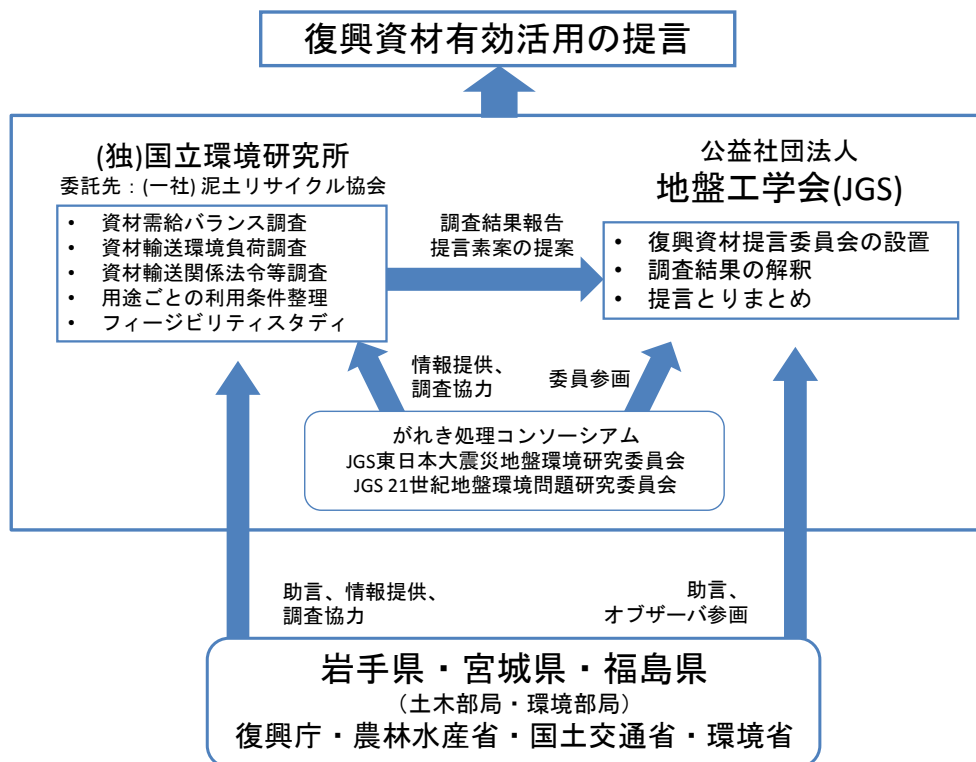 復興資材有効活用の提言
(独)国立環境研究所
委託先：(一社) 泥土リサイクル協会
• 資材需給バランス調査
• 資材輸送環境負荷調査
• 資材輸送関係法令等調査
• 用途ごとの利用条件整理
• フィージビリティスタディ
調査結果報告
提言素案の提案
公益社団法人
地盤工学会(JGS)
• 復興資材提言委員会の設置
• 調査結果の解釈
• 提言とりまとめ
情報提供、
調査協力
委員参画
がれき処理コンソーシアム
JGS東日本大震災地盤環境研究委員会
JGS 21世紀地盤環境問題研究委員会
助言、情報提供、
調査協力
助言、
オブザーバ参画
岩手県・宮城県・福島県
（土木部局・環境部局）
復興庁・農林水産省・国土交通省・環境省